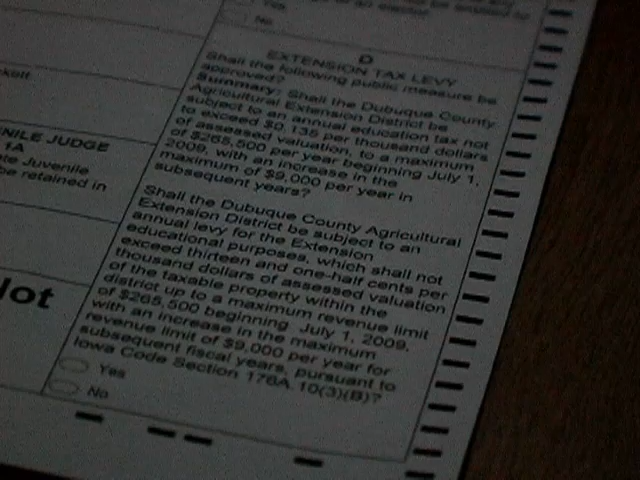 Yes
No
D
EXTENSION TAX LEVY
Shall the following public measure be
approved?
Summary: Shall the Dubuque County
Agricultural Extension District be
subject to an annual education tax not
to exceed $0.135 per thousand dollars
of assessed valuation, to a maximum
of $265,500 per year beginning July 1,
2009, with an increase in the
maximum of $9,000 per year in
subsequent years?
Shall the Dubuque County Agricultural
Extension District be subject to an
annual levy for the Extension
educational purposes, which shall not
exceed thirteen and one-half cents per
thousand dollars of assessed valuation
of the taxable property within the
district up to a maximum revenue limit
of $265,500 beginning July 1, 2009,
with an increase in the maximum
revenue limit of $9,000 per year for
subsequent fiscal years, pursuant to
Iowa Code Section 176A.10(3)(B)?
Yes
No
NILE JUDGE
1A
te Juvenile
be retained in
lot